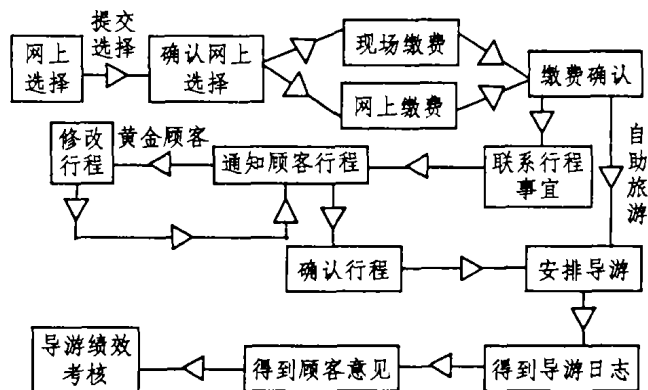 提交
选择
网上
选择
确认网上
选择
现场缴费
网上缴费
缴费确认
修改
行程
黄金顾客
通知顾客行程
联系行程
事宜
自助旅游
确认行程
安排导游
导游绩效
考核
得到顾客意见
得到导游日志